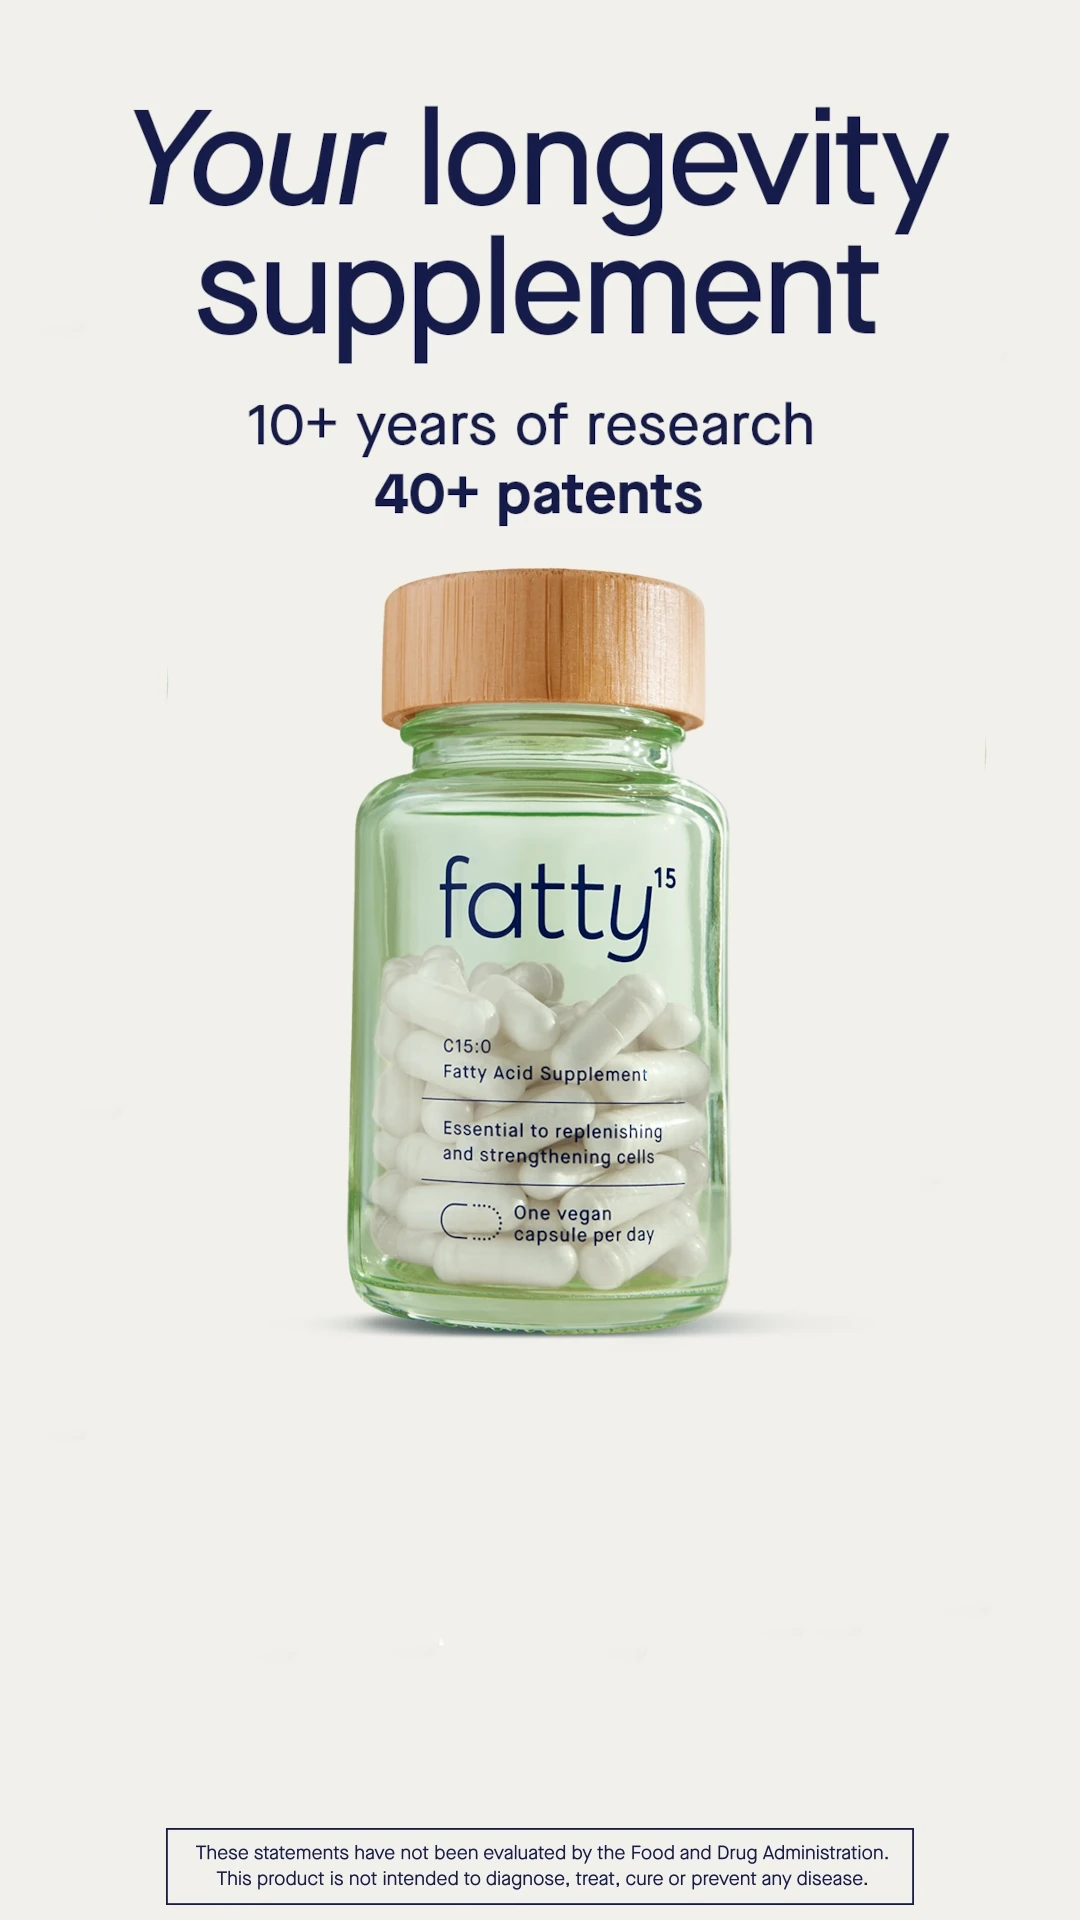 Your longevity
supplement
10+ years of research
40+ patents
fatty15
C15:0
Fatty Acid Supplement
Essential to replenishing
and strengthening cells
One vegan
capsule per day
These statements have not been evaluated by the Food and Drug Administration.
This product is not intended to diagnose, treat, cure or prevent any disease.